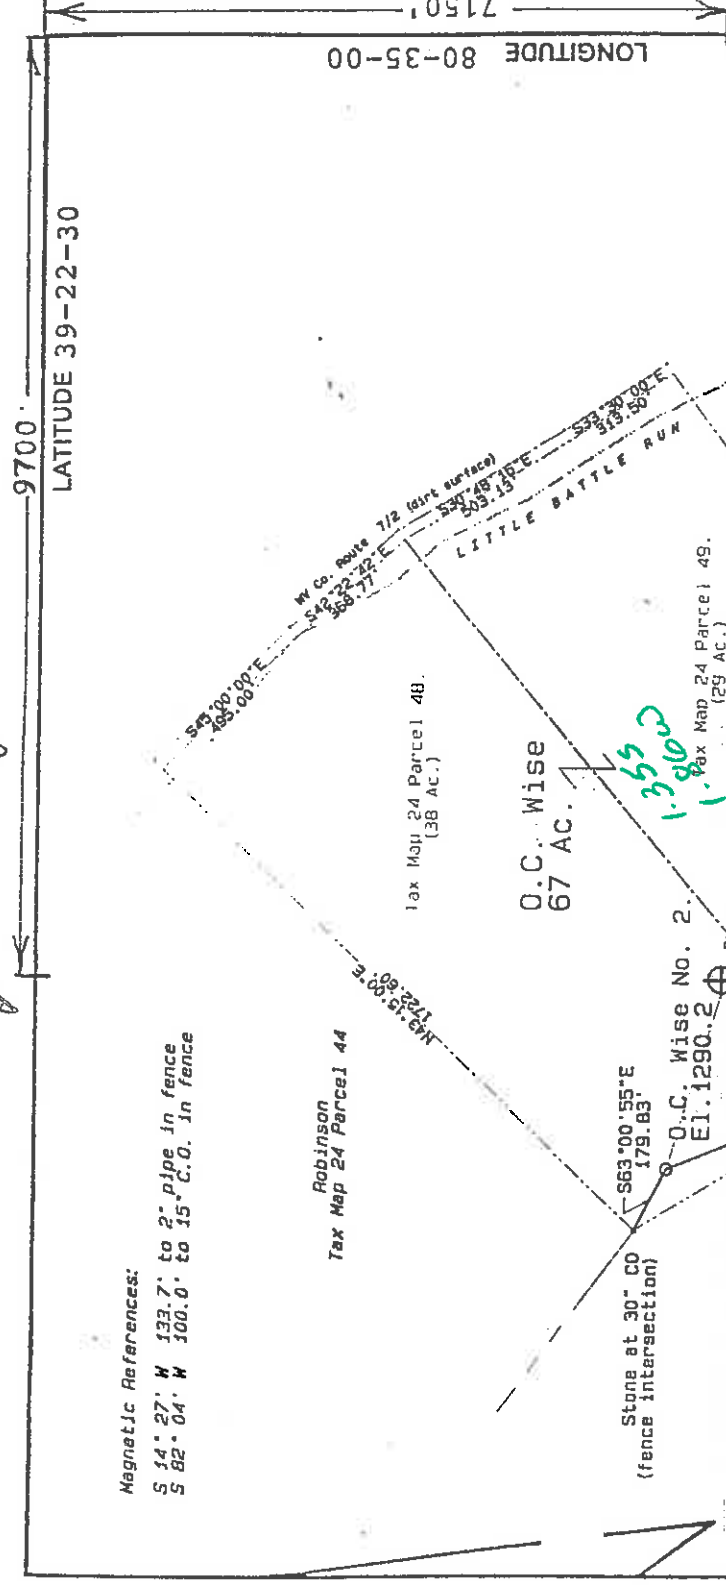 9700'
LATITUDE 39-22-30
7150'
LONGITUDE 80-35-00
Magnetic References:
S 14° 27' W 133.7' to 2" pipe in fence
S 82° 04' W 100.0' to 15" C.O. in fence
Robinson
Tax Map 24 Parcel 44
N43°15'00"E
1722.60'
S45°00'00"E
495.00'
WV Co. Route 7/2 (dirt surface)
S42°22'42"E
368.77'
S30°48'16"E
503.13'
S33°30'00"E
313.50'
LITTLE BATTLE RUN
Tax Map 24 Parcel 48.
(38 Ac.)
O.C. Wise
67 AC.
1.355
Tax Map 24 Parcel 49.
(29 Ac.)
S63°00'55"E
179.83'
O.C. Wise No. 2.
El.1290.2
Stone at 30" CO
(fence intersection)